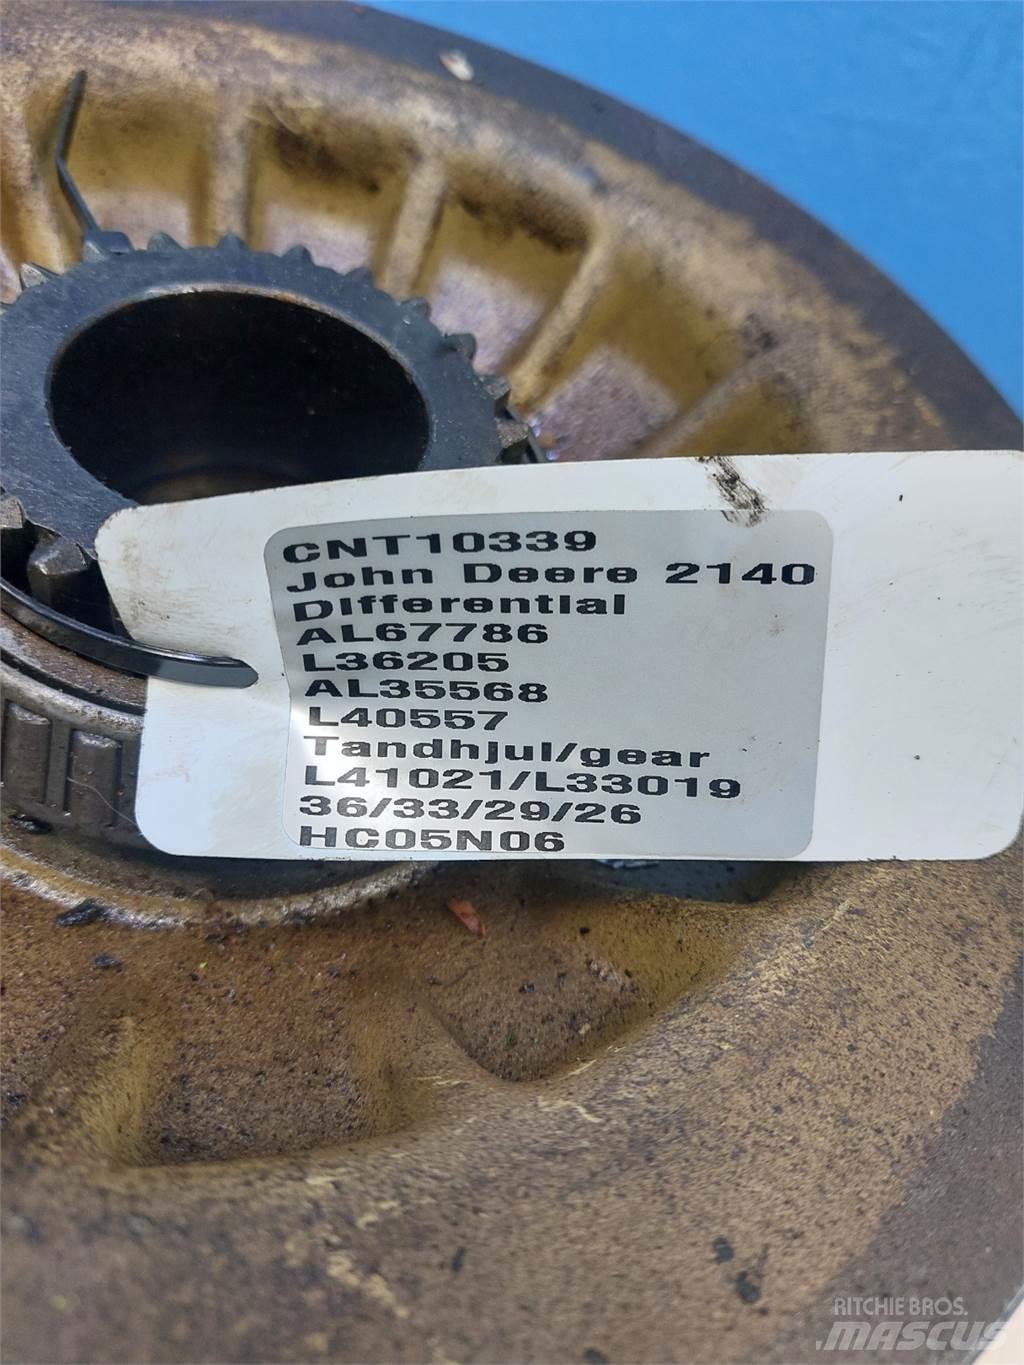 CNT10339
John Deere 2140
Differential
AL67786
L36205
AL35568
L40557
Tandhjul/gear
L41021/L33019
36/33/29/26
HC05N06
RITCHIE BROS.
MASCUS